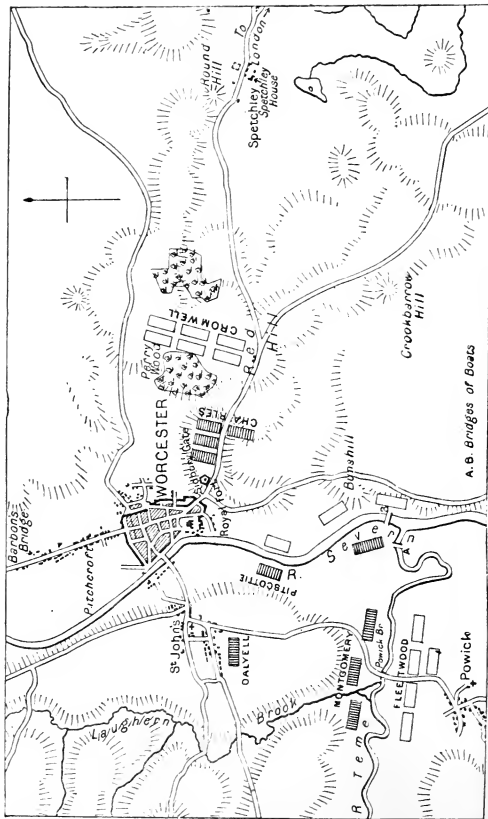 Barbons
Bridge
Pitchcroft
WORCESTER
Perry
Wood
Round
Hill
To
London
Spetchley
Spetchley
House
St Johns
Sidbury Gate
Fort Royal
CHARLES
CROMWELL
Red Hill
DALYELL
PITSCOTTIE
Laughern Brook
R. Severn
Bunshill
Crookbarrow
Hill
MONTGOMERY
Powick Br
A
B
R Teme
FLEETWOOD
Powick
A.B. Bridges of Boats